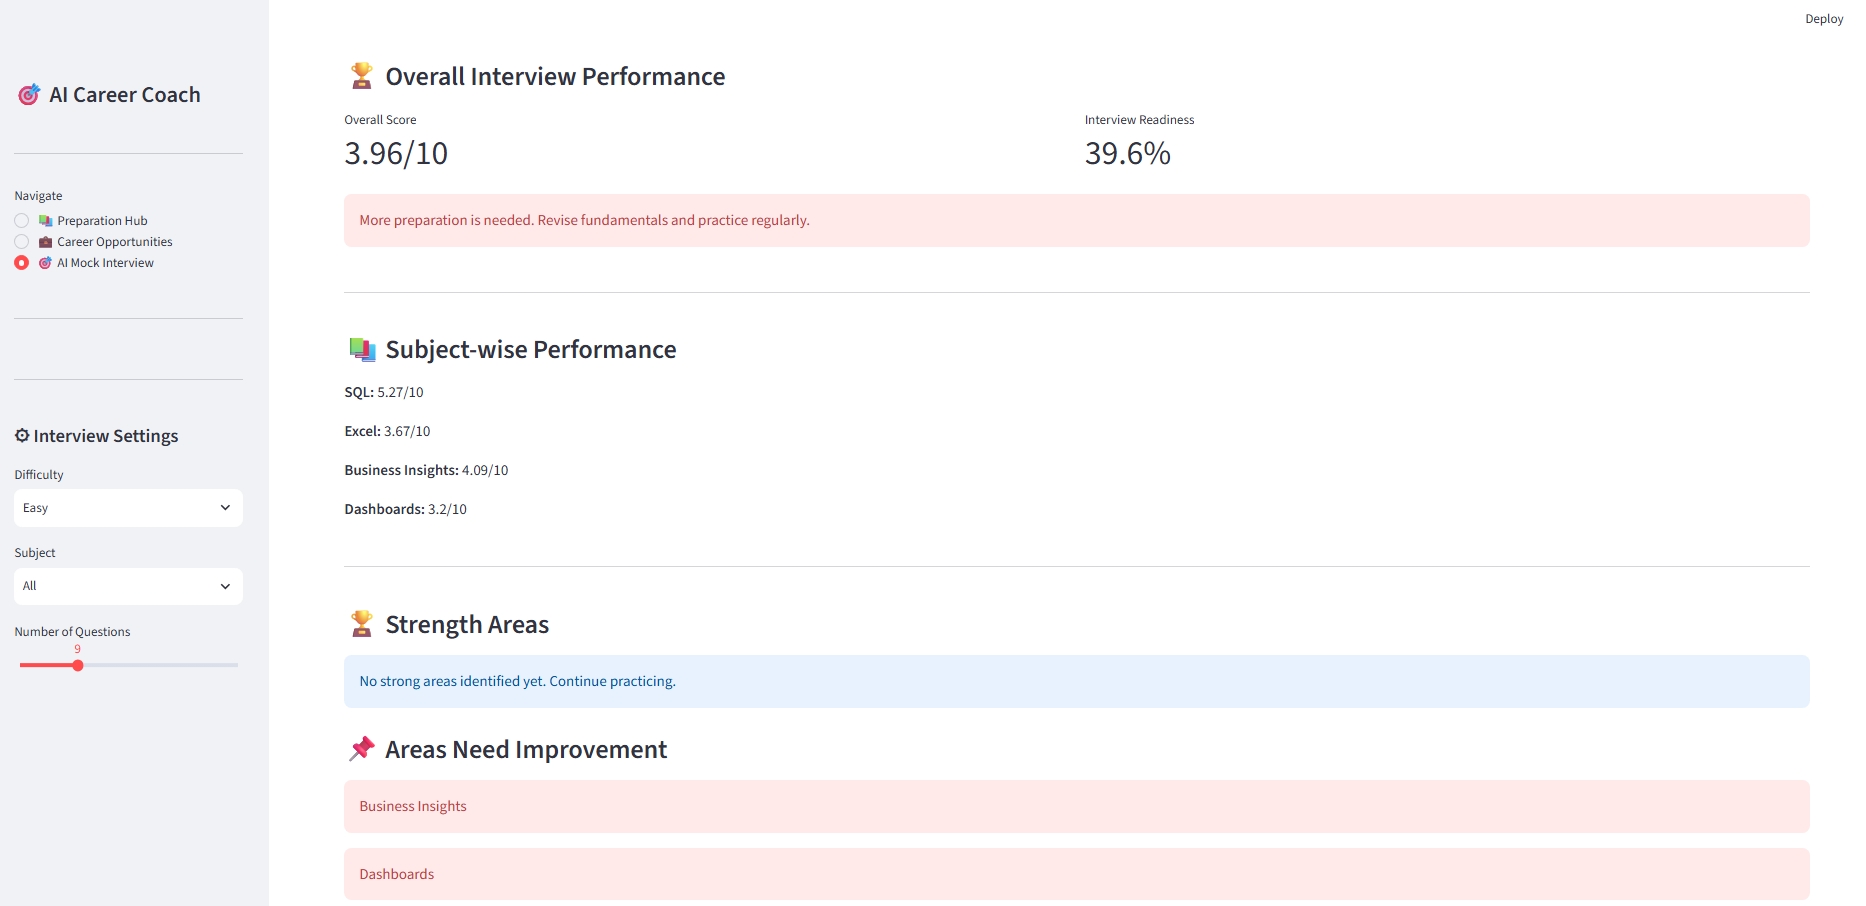 Deploy
AI Career Coach
Navigate
Preparation Hub
Career Opportunities
AI Mock Interview
Interview Settings
Difficulty
Easy
Subject
All
Number of Questions
9
Overall Interview Performance
Overall Score
3.96/10
Interview Readiness
39.6%
More preparation is needed. Revise fundamentals and practice regularly.
Subject-wise Performance
SQL: 5.27/10
Excel: 3.67/10
Business Insights: 4.09/10
Dashboards: 3.2/10
Strength Areas
No strong areas identified yet. Continue practicing.
Areas Need Improvement
Business Insights
Dashboards